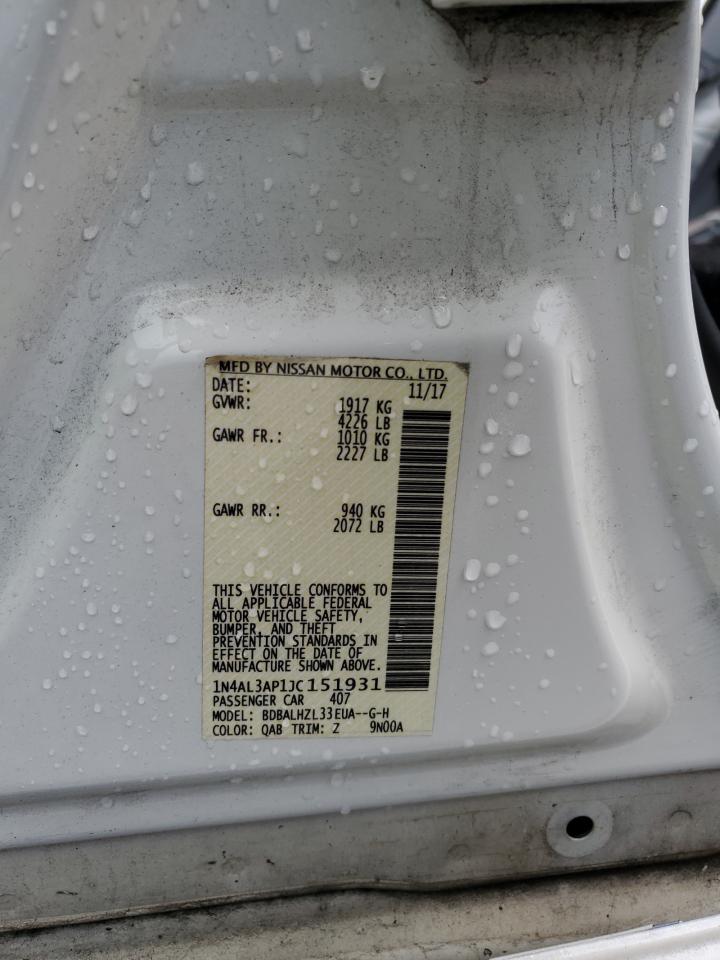 MFD BY NISSAN MOTOR CO., LTD.
DATE: 11/17
GVWR: 1917 KG
4226 LB
GAWR FR.: 1010 KG
2227 LB
GAWR RR.: 940 KG
2072 LB
THIS VEHICLE CONFORMS TO
ALL APPLICABLE FEDERAL
MOTOR VEHICLE SAFETY,
BUMPER, AND THEFT
PREVENTION STANDARDS IN
EFFECT ON THE DATE OF
MANUFACTURE SHOWN ABOVE.
1N4AL3AP1JC151931
PASSENGER CAR 407
MODEL: BDBALHZL33EUA--G-H
COLOR: QAB TRIM: Z 9N00A